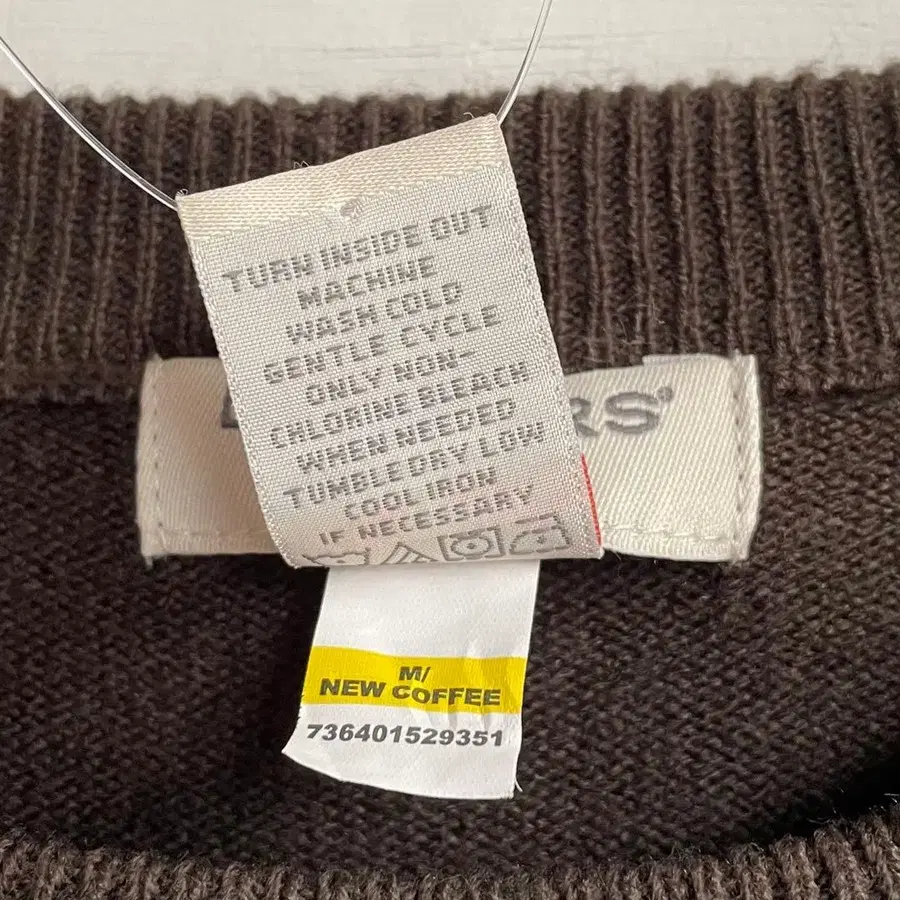 TURN INSIDE OUT
MACHINE
WASH COLD
GENTLE CYCLE
ONLY NON-
CHLORINE BLEACH
WHEN NEEDED
TUMBLE DRY LOW
COOL IRON
IF NECESSARY
RS®
M/
NEW COFFEE
736401529351